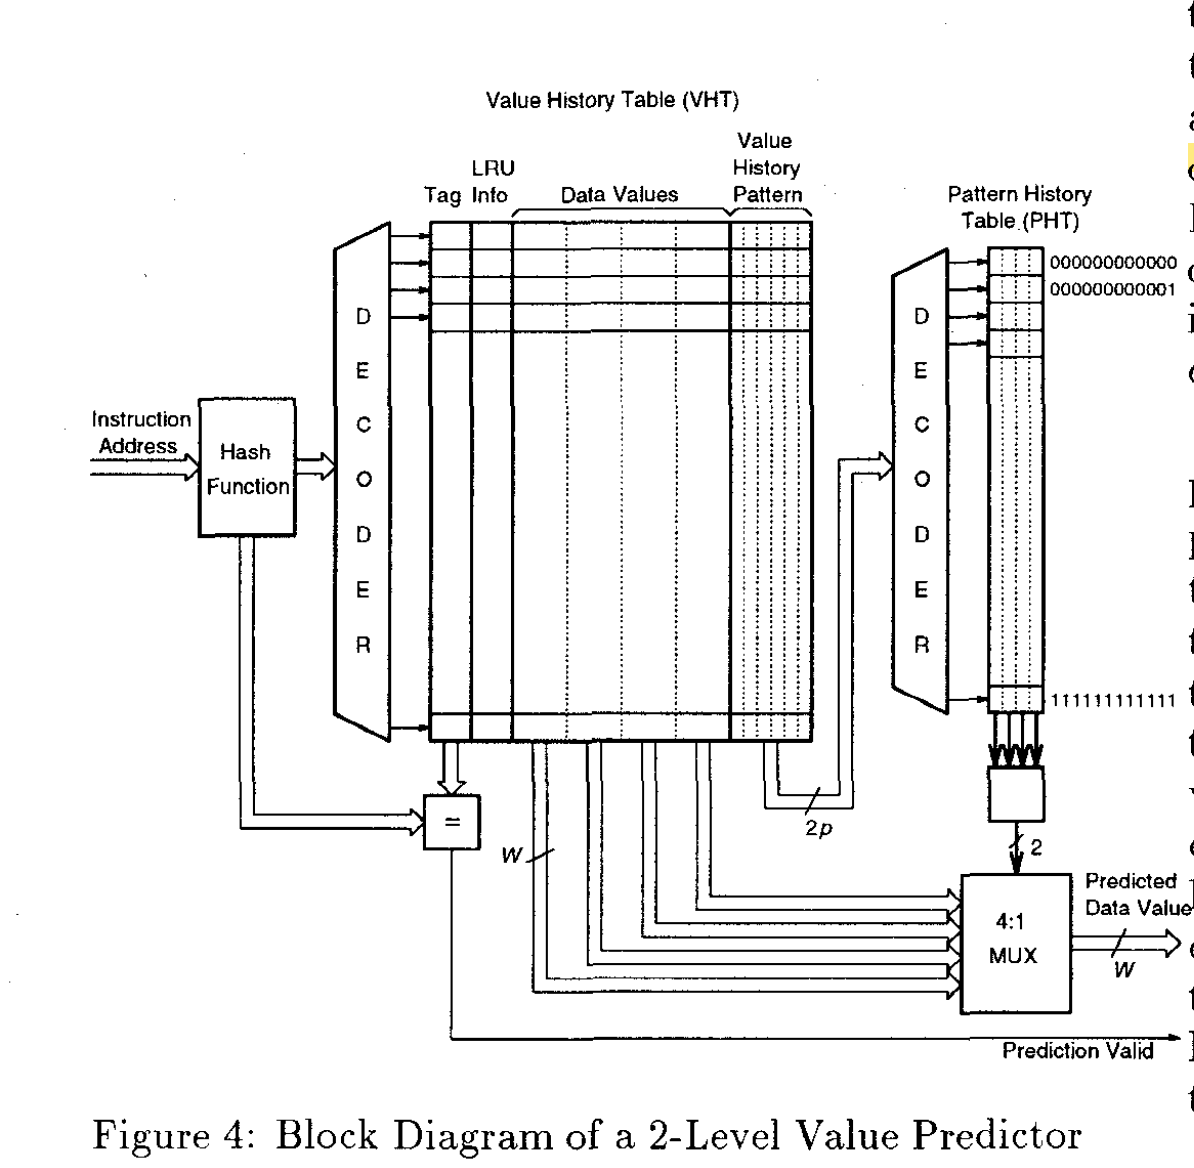 Value History Table (VHT)
Value
History
Pattern
LRU
Tag Info
Data Values
Pattern History
Table (PHT)
000000000000
000000000001
D
E
C
O
D
E
R
D
E
C
O
D
E
R
Instruction
Address
Hash
Function
111111111111
=
W
2p
2
4:1
MUX
Predicted
Data Value
W
Prediction Valid
Figure 4: Block Diagram of a 2-Level Value Predictor